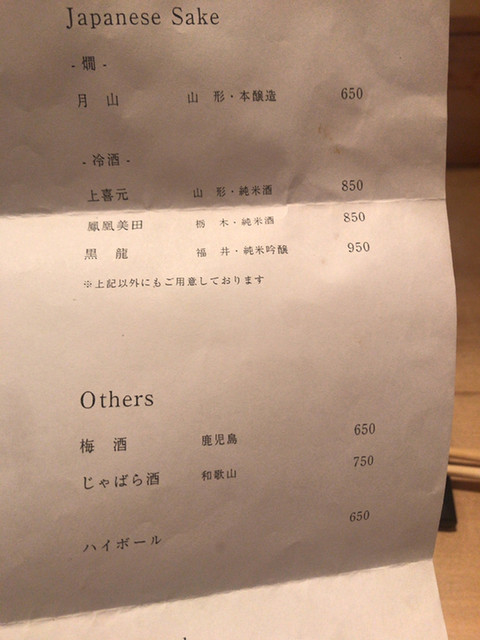 Japanese Sake
- 燗 -
月 山 山 形・本醸造 650
- 冷酒 -
上喜元 山 形・純米酒 850
鳳凰美田 栃 木・純米酒 850
黒 龍 福 井・純米吟醸 950
※上記以外にもご用意しております
Others
梅 酒 鹿児島 650
じゃばら酒 和歌山 750
ハイボール 650